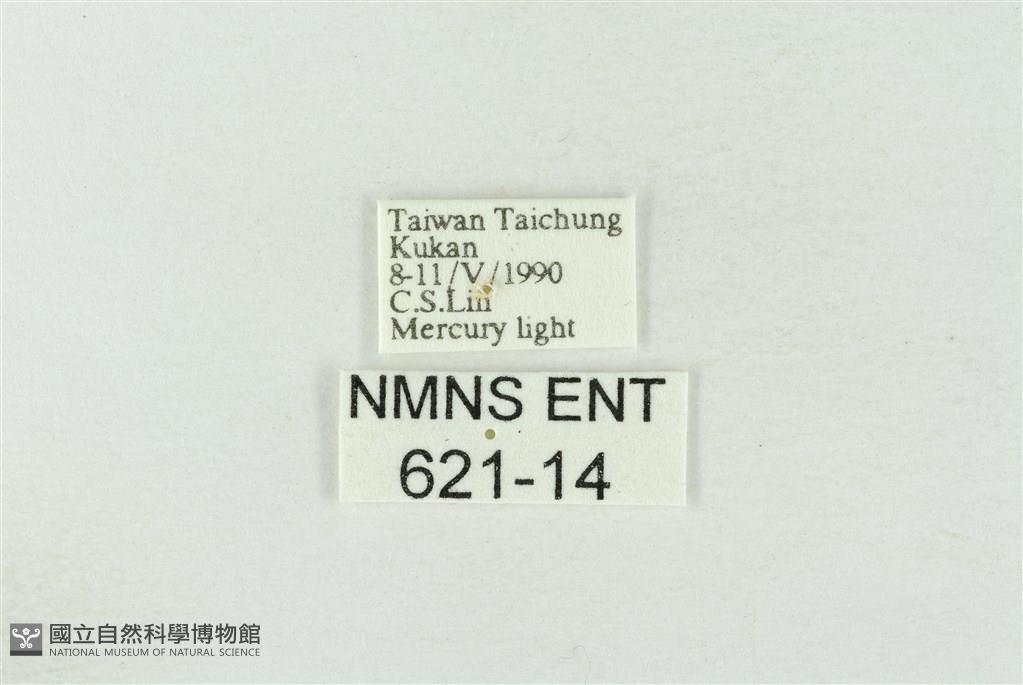 Taiwan Taichung
Kukan
8-11/V/1990
C.S.Lin
Mercury light
NMNS ENT
621-14
國立自然科學博物館
NATIONAL MUSEUM OF NATURAL SCIENCE